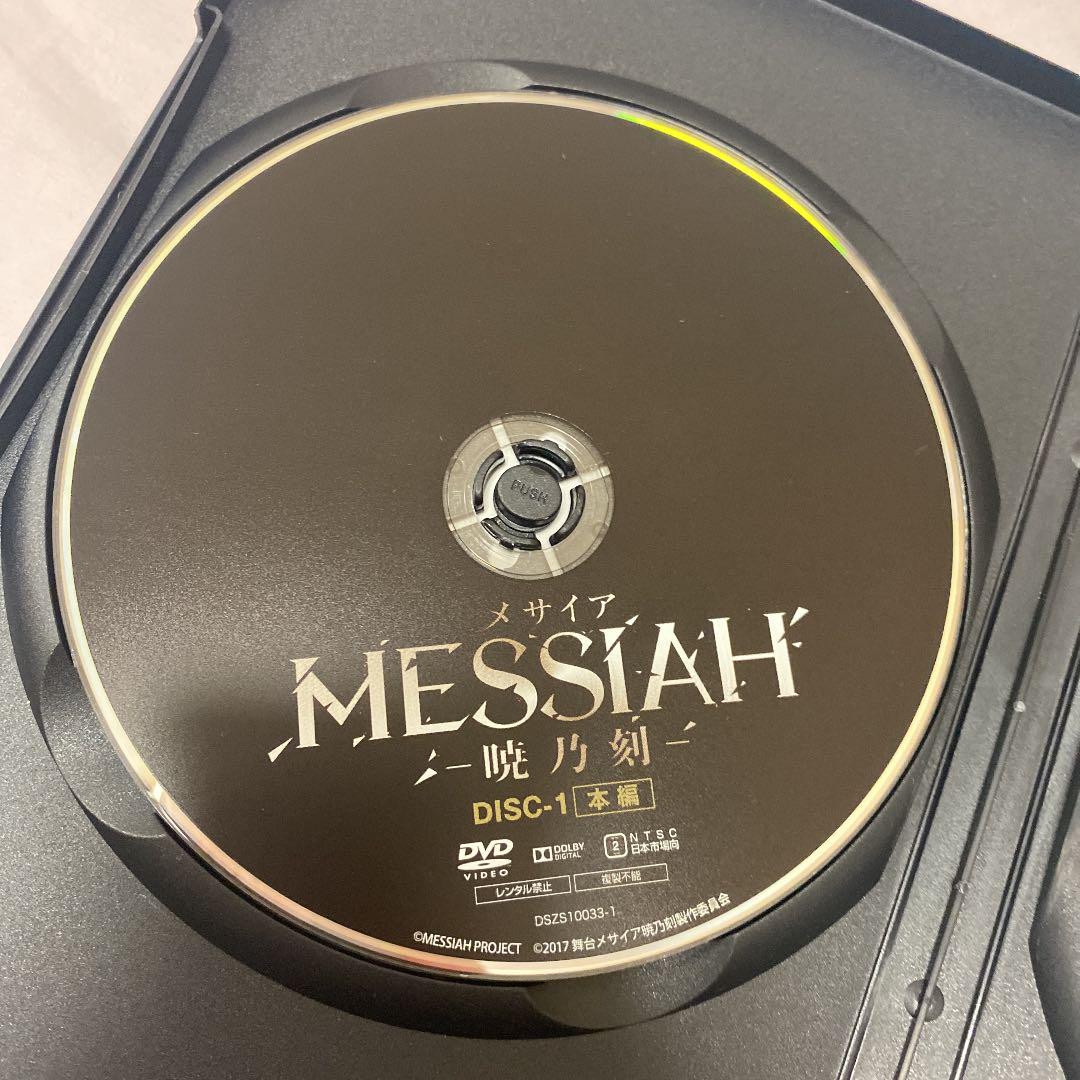 PUSH
メサイア
MESSIAH
－暁乃刻－
DISC-1 本編
DVD VIDEO
DOLBY DIGITAL
2
NTSC
日本市場向
レンタル禁止
複製不能
DSZS10033-1
©MESSIAH PROJECT ©2017 舞台メサイア暁乃刻製作委員会